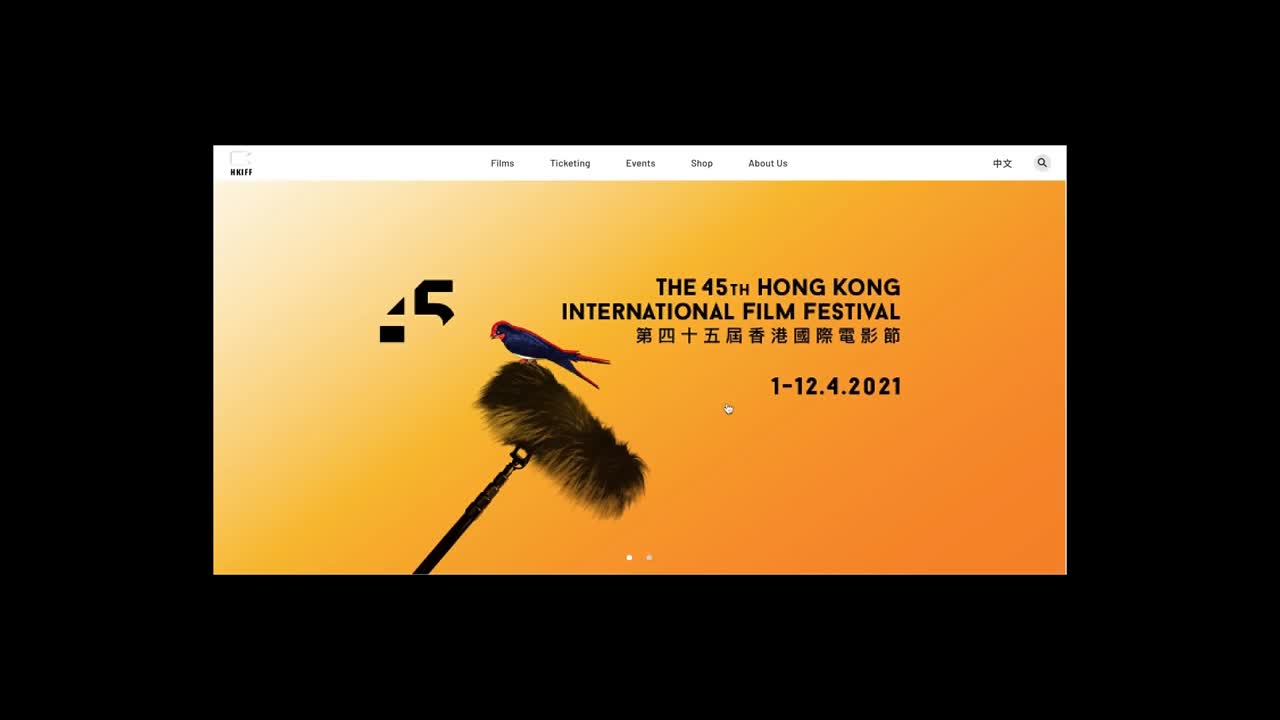 HKIFF
Films
Ticketing
Events
Shop
About Us
中文
45
THE 45TH HONG KONG
INTERNATIONAL FILM FESTIVAL
第四十五屆香港國際電影節
1-12.4.2021